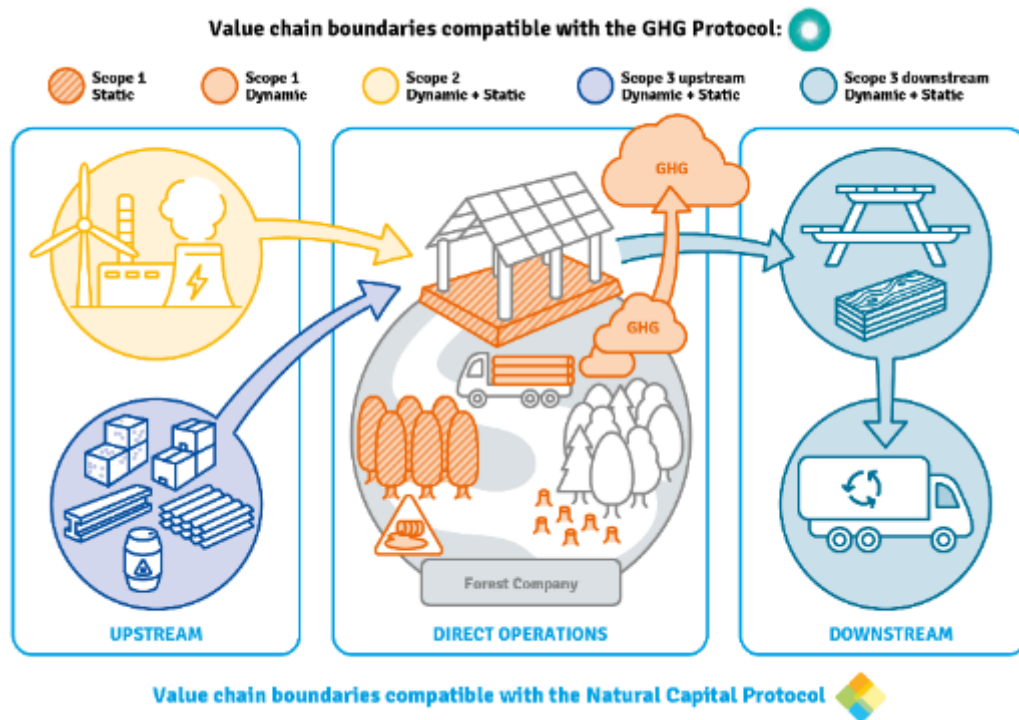 Value chain boundaries compatible with the GHG Protocol:
Scope 1
Static
Scope 1
Dynamic
Scope 2
Dynamic + Static
Scope 3 upstream
Dynamic + Static
Scope 3 downstream
Dynamic + Static
GHG
GHG
Forest Company
UPSTREAM
DIRECT OPERATIONS
DOWNSTREAM
Value chain boundaries compatible with the Natural Capital Protocol